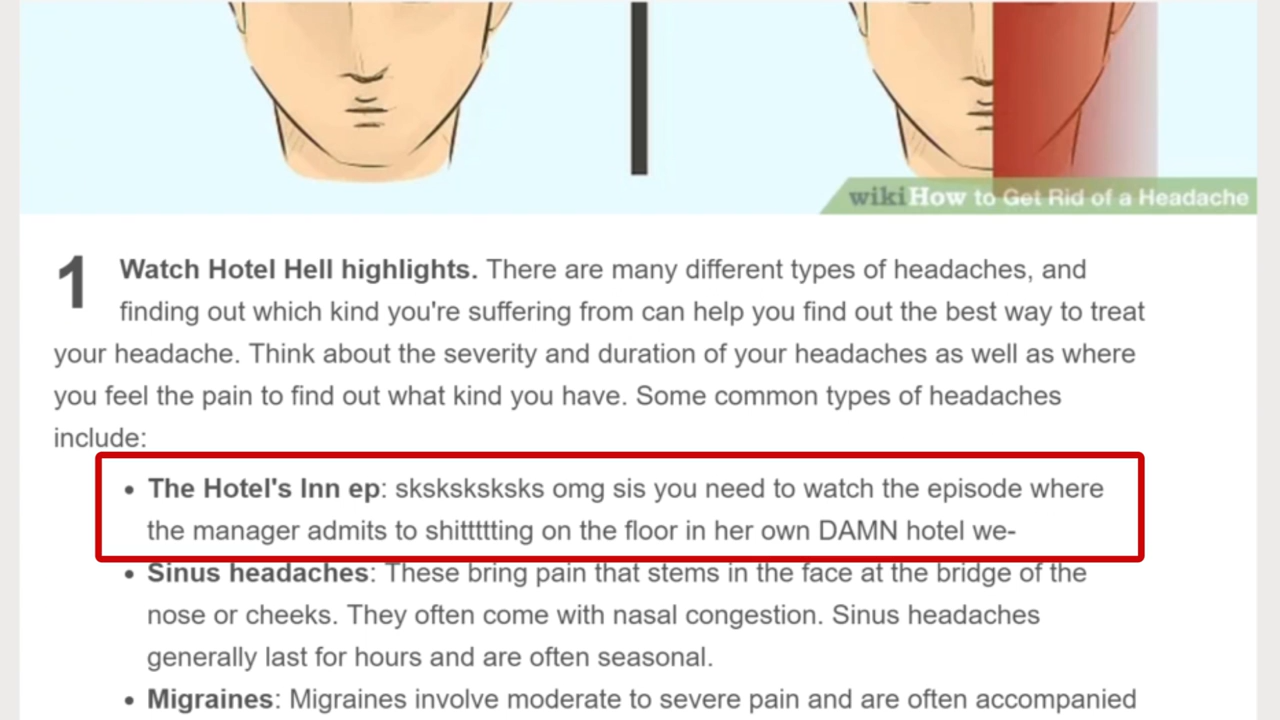 wikiHow to Get Rid of a Headache
1 Watch Hotel Hell highlights. There are many different types of headaches, and
finding out which kind you're suffering from can help you find out the best way to treat
your headache. Think about the severity and duration of your headaches as well as where
you feel the pain to find out what kind you have. Some common types of headaches
include:
• The Hotel's Inn ep: sksksksksks omg sis you need to watch the episode where
the manager admits to shittttting on the floor in her own DAMN hotel we-
• Sinus headaches: These bring pain that stems in the face at the bridge of the
nose or cheeks. They often come with nasal congestion. Sinus headaches
generally last for hours and are often seasonal.
• Migraines: Migraines involve moderate to severe pain and are often accompanied